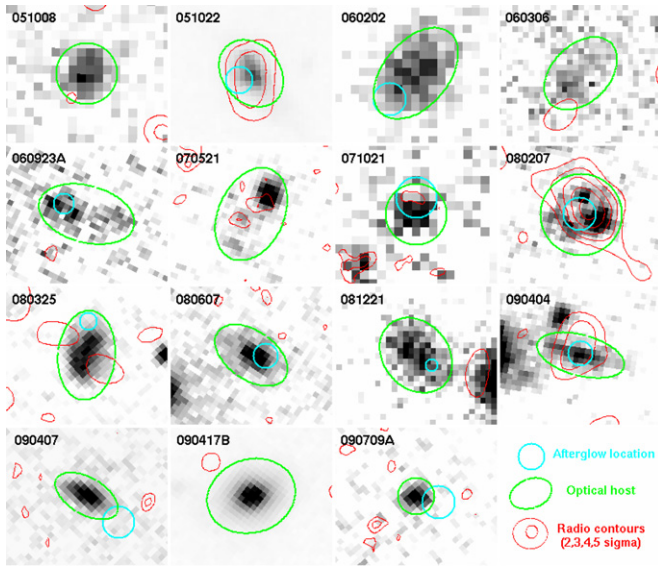 051008
051022
060202
060306
060923A
070521
071021
080207
080325
080607
081221
090404
090407
090417B
090709A
Afterglow location
Optical host
Radio contours
(2,3,4,5 sigma)